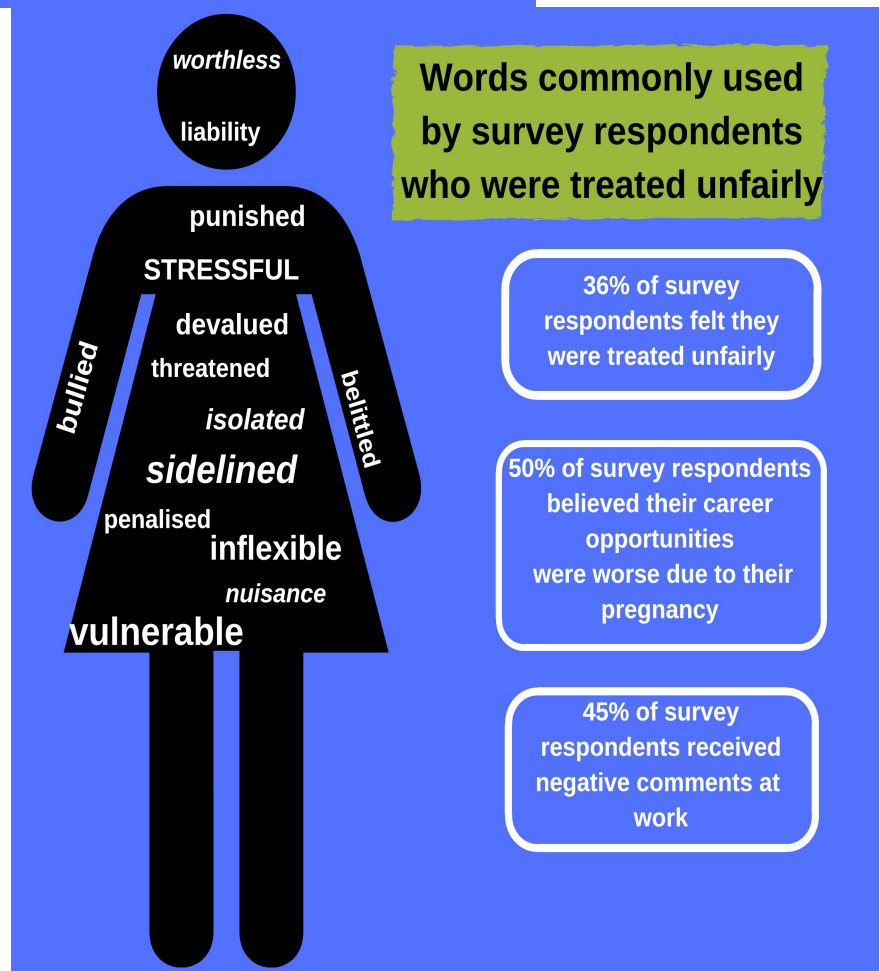 worthless
liability
punished
STRESSFUL
devalued
threatened
bullied
belittled
isolated
sidelined
penalised
inflexible
nuisance
vulnerable
Words commonly used
by survey respondents
who were treated unfairly
36% of survey
respondents felt they
were treated unfairly
50% of survey respondents
believed their career
opportunities
were worse due to their
pregnancy
45% of survey
respondents received
negative comments at
work